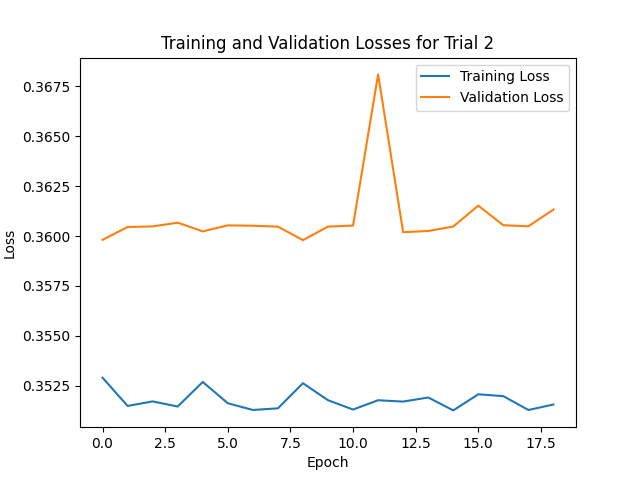 Training and Validation Losses for Trial 2
Training Loss
Validation Loss
Loss
0.3675
0.3650
0.3625
0.3600
0.3575
0.3550
0.3525
0.0 2.5 5.0 7.5 10.0 12.5 15.0 17.5
Epoch